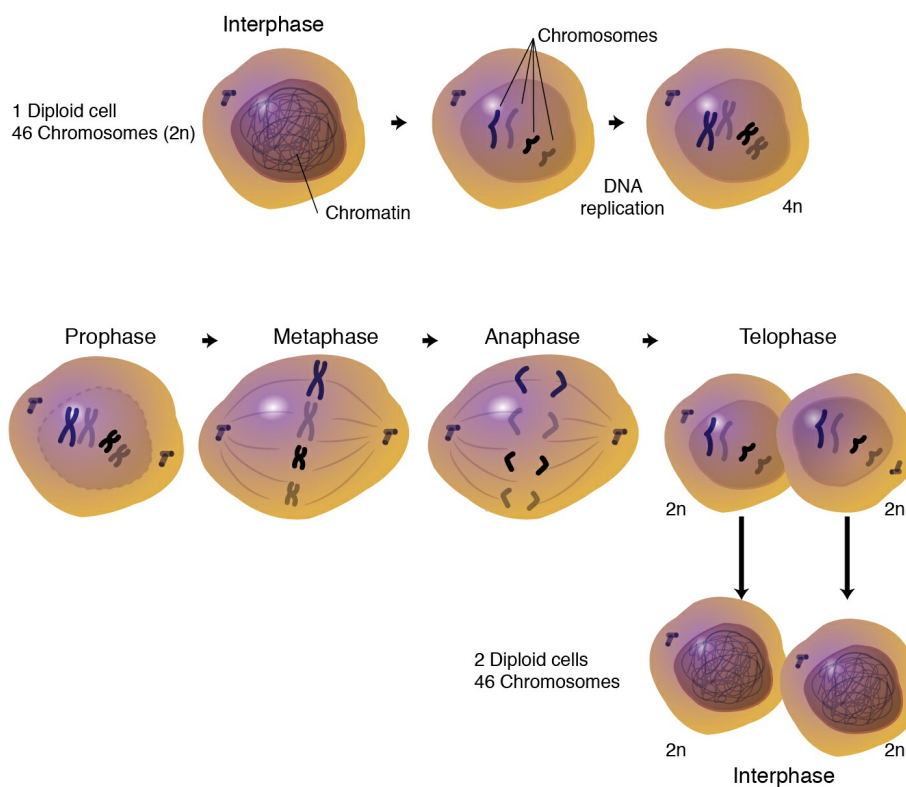 Interphase
Chromosomes
1 Diploid cell
46 Chromosomes (2n)
Chromatin
DNA
replication
4n
Prophase
Metaphase
Anaphase
Telophase
2n
2n
2 Diploid cells
46 Chromosomes
2n
2n
Interphase